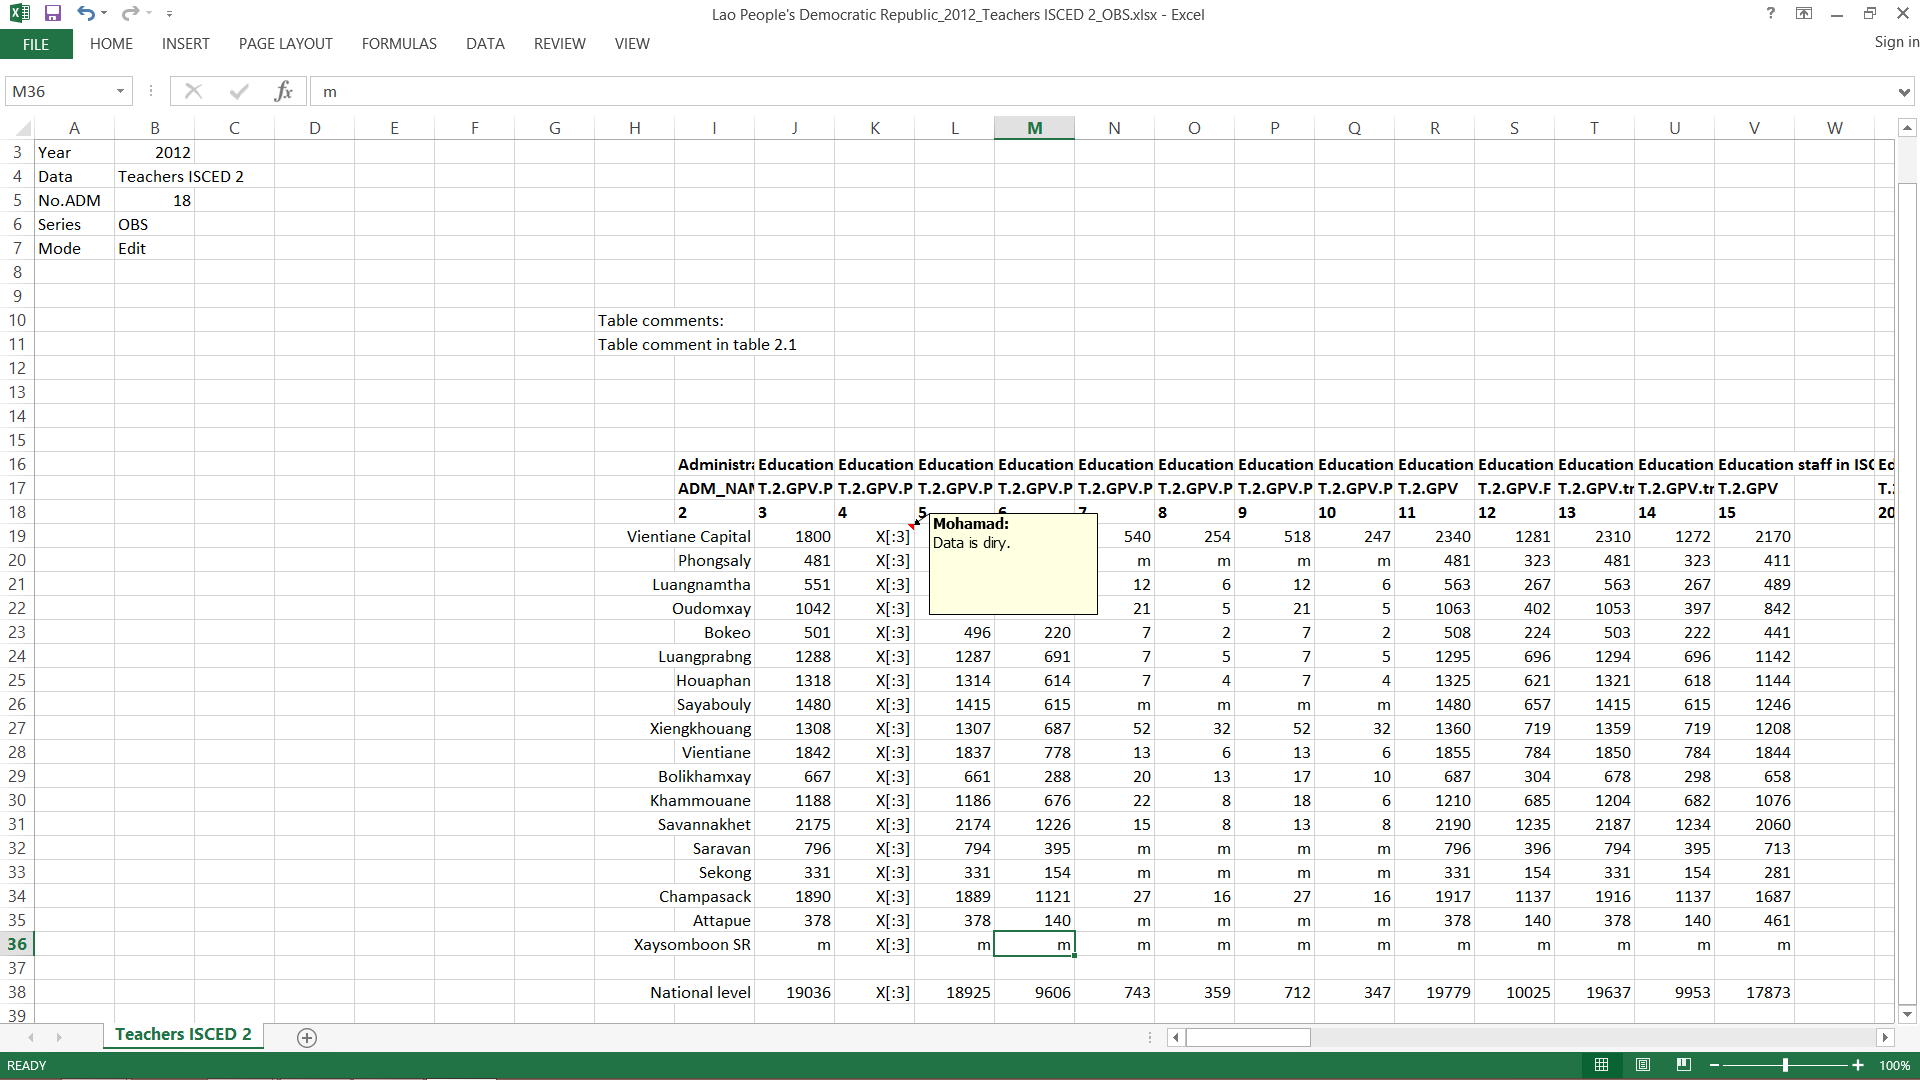 Lao People's Democratic Republic_2012_Teachers ISCED 2_OBS.xlsx - Excel
FILE HOME INSERT PAGE LAYOUT FORMULAS DATA REVIEW VIEW Sign in
M36 fx m
A B C D E F G H I J K L M N O P Q R S T U V W
3 Year 2012
4 Data Teachers ISCED 2
5 No.ADM 18
6 Series OBS
7 Mode Edit
8
9
10 Table comments:
11 Table comment in table 2.1
12
13
14
15
16 Administra Education Education Education Education Education Education Education Education Education Education Education Education Education staff in ISC Ed
17 ADM_NAM T.2.GPV.P T.2.GPV.P T.2.GPV.P T.2.GPV.P T.2.GPV.P T.2.GPV.P T.2.GPV.P T.2.GPV.P T.2.GPV T.2.GPV.F T.2.GPV.tr T.2.GPV.tr T.2.GPV T.2
18 2 3 4 5 6 7 8 9 10 11 12 13 14 15 20
Mohamad:
Data is diry.
19 Vientiane Capital 1800 X[:3] 540 254 518 247 2340 1281 2310 1272 2170
20 Phongsaly 481 X[:3] m m m m 481 323 481 323 411
21 Luangnamtha 551 X[:3] 12 6 12 6 563 267 563 267 489
22 Oudomxay 1042 X[:3] 21 5 21 5 1063 402 1053 397 842
23 Bokeo 501 X[:3] 496 220 7 2 7 2 508 224 503 222 441
24 Luangprabng 1288 X[:3] 1287 691 7 5 7 5 1295 696 1294 696 1142
25 Houaphan 1318 X[:3] 1314 614 7 4 7 4 1325 621 1321 618 1144
26 Sayabouly 1480 X[:3] 1415 615 m m m m 1480 657 1415 615 1246
27 Xiengkhouang 1308 X[:3] 1307 687 52 32 52 32 1360 719 1359 719 1208
28 Vientiane 1842 X[:3] 1837 778 13 6 13 6 1855 784 1850 784 1844
29 Bolikhamxay 667 X[:3] 661 288 20 13 17 10 687 304 678 298 658
30 Khammouane 1188 X[:3] 1186 676 22 8 18 6 1210 685 1204 682 1076
31 Savannakhet 2175 X[:3] 2174 1226 15 8 13 8 2190 1235 2187 1234 2060
32 Saravan 796 X[:3] 794 395 m m m m 796 396 794 395 713
33 Sekong 331 X[:3] 331 154 m m m m 331 154 331 154 281
34 Champasack 1890 X[:3] 1889 1121 27 16 27 16 1917 1137 1916 1137 1687
35 Attapue 378 X[:3] 378 140 m m m m 378 140 378 140 461
36 Xaysomboon SR m X[:3] m m m m m m m m m m m
37
38 National level 19036 X[:3] 18925 9606 743 359 712 347 19779 10025 19637 9953 17873
39
Teachers ISCED 2
READY 100%